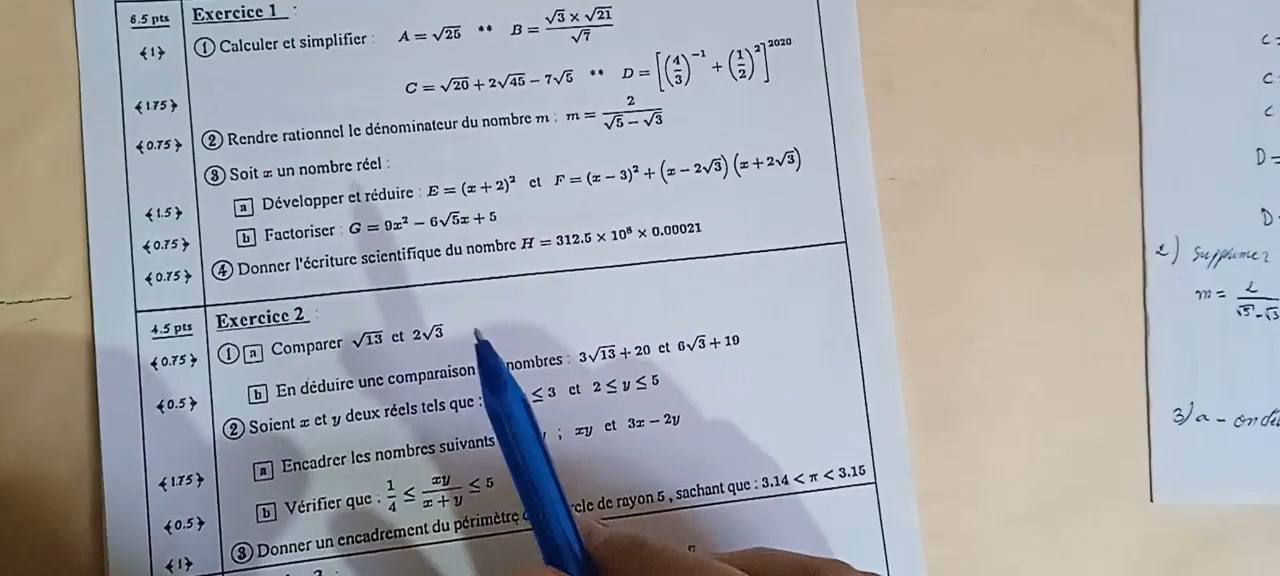 6.5 pts Exercice 1 :
(1) ① Calculer et simplifier : A = √25 ** B = (√3 × √21)/√7
(1.75) C = √20 + 2√45 − 7√5 ** D = [(4/3)⁻¹ + (1/2)²]²⁰²⁰
(0.75) ② Rendre rationnel le dénominateur du nombre m : m = 2/(√5 − √3)
③ Soit x un nombre réel :
(1.5) a Développer et réduire : E = (x + 2)² et F = (x − 3)² + (x − 2√3)(x + 2√3)
(0.75) b Factoriser : G = 9x² − 6√5x + 5
(0.75) ④ Donner l'écriture scientifique du nombre H = 312.5 × 10⁸ × 0.00021
4.5 pts Exercice 2 :
(0.75) ① a Comparer √13 et 2√3
(0.5) b En déduire une comparaison nombres : 3√13 + 20 et 6√3 + 19
② Soient x et y deux réels tels que : ≤ 3 et 2 ≤ y ≤ 5
(1.75) a Encadrer les nombres suivants ; xy et 3x − 2y
(0.5) b Vérifier que : 1/4 ≤ xy/(x + y) ≤ 5
(1) ③ Donner un encadrement du périmètre cle de rayon 5 , sachant que : 3.14 < π < 3.15
c
c
D =
D
2) Supprimer
m = 2/(√5 − √3
3) a -